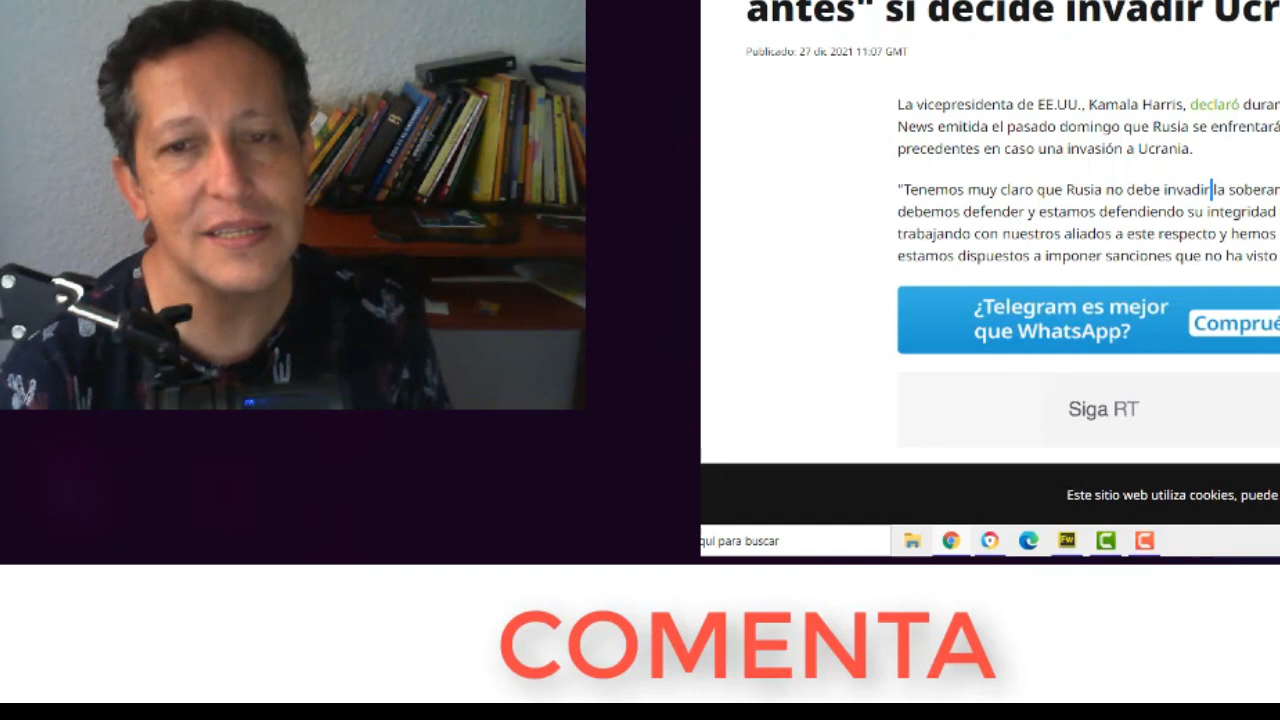 antes" si decide invadir Ucr
Publicado: 27 dic 2021 11:07 GMT
La vicepresidenta de EE.UU., Kamala Harris, declaró duran
News emitida el pasado domingo que Rusia se enfrentará
precedentes en caso una invasión a Ucrania.
"Tenemos muy claro que Rusia no debe invadir la soberan
debemos defender y estamos defendiendo su integridad
trabajando con nuestros aliados a este respecto y hemos
estamos dispuestos a imponer sanciones que no ha visto
¿Telegram es mejor
que WhatsApp?
Comprué
Siga RT
Este sitio web utiliza cookies, puede
quí para buscar
Fw
COMENTA